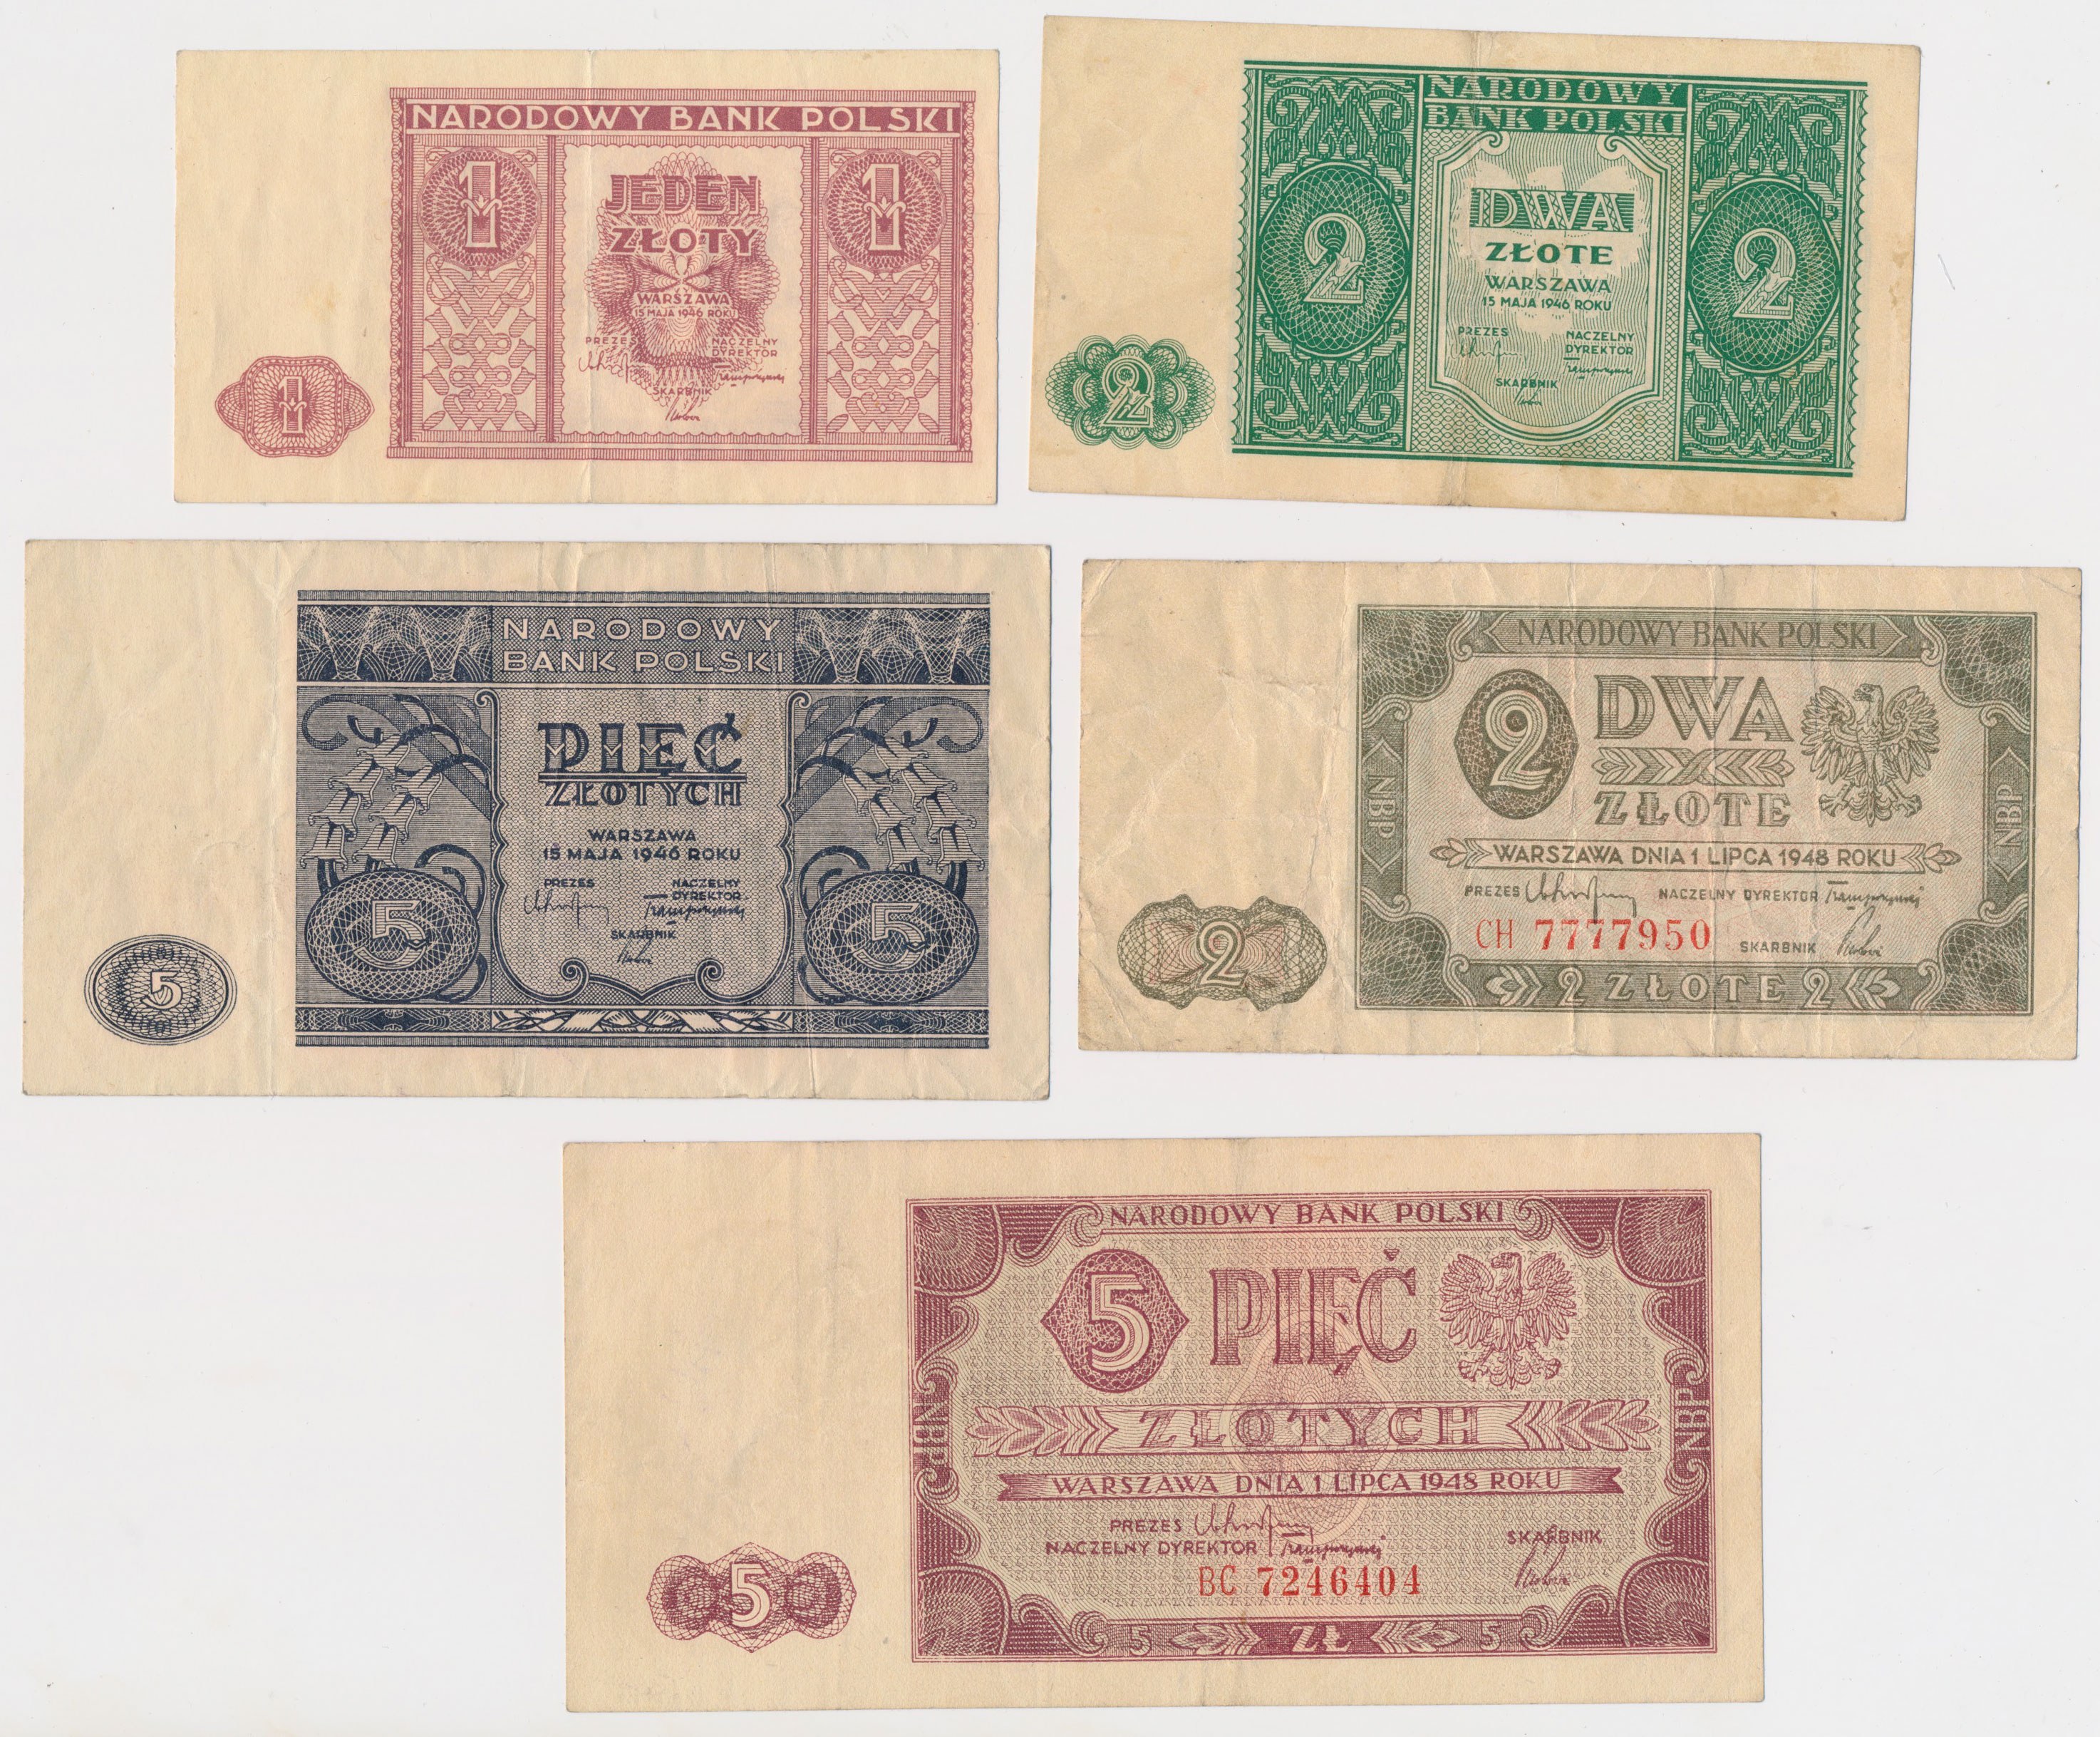 NARODOWY BANK POLSKI
1 1
JEDEN
ZŁOTY
WARSZAWA
15 MAJA 1946 ROKU
PREZES NACZELNY
DYREKTOR
SKARBNIK
1
NARODOWY
BANK POLSKI
DWA
2 2
ZŁOTE
WARSZAWA
15 MAJA 1946 ROKU
PREZES NACZELNY
DYREKTOR
SKARBNIK
2
NARODOWY
BANK POLSKI
PIĘĆ
ZŁOTYCH
WARSZAWA
15 MAJA 1946 ROKU
PREZES NACZELNY
DYREKTOR
5 5
SKARBNIK
5
NARODOWY BANK POLSKI
2 DWA
ZŁOTE
NBP NBP
WARSZAWA DNIA 1 LIPCA 1948 ROKU
PREZES NACZELNY DYREKTOR
CH 7777950 SKARBNIK
2
2 ZŁOTE 2
NARODOWY BANK POLSKI
5 PIĘĆ
ZŁOTYCH
NBP NBP
WARSZAWA DNIA 1 LIPCA 1948 ROKU
PREZES SKARBNIK
NACZELNY DYREKTOR
BC 7246404
5
5 ZŁ 5